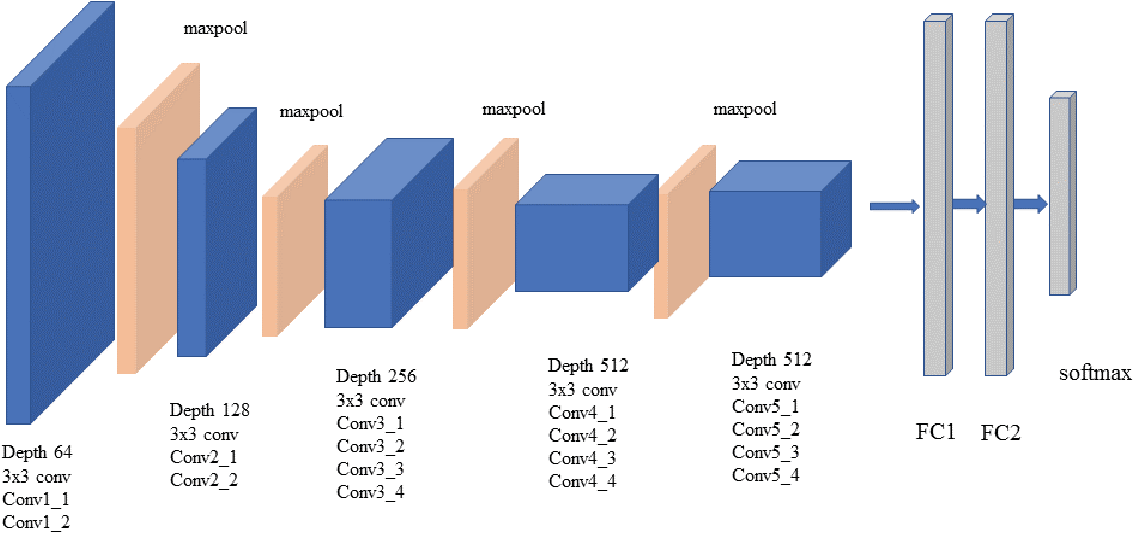 maxpool
maxpool
maxpool
maxpool
Depth 64
3x3 conv
Conv1_1
Conv1_2
Depth 128
3x3 conv
Conv2_1
Conv2_2
Depth 256
3x3 conv
Conv3_1
Conv3_2
Conv3_3
Conv3_4
Depth 512
3x3 conv
Conv4_1
Conv4_2
Conv4_3
Conv4_4
Depth 512
3x3 conv
Conv5_1
Conv5_2
Conv5_3
Conv5_4
FC1
FC2
softmax